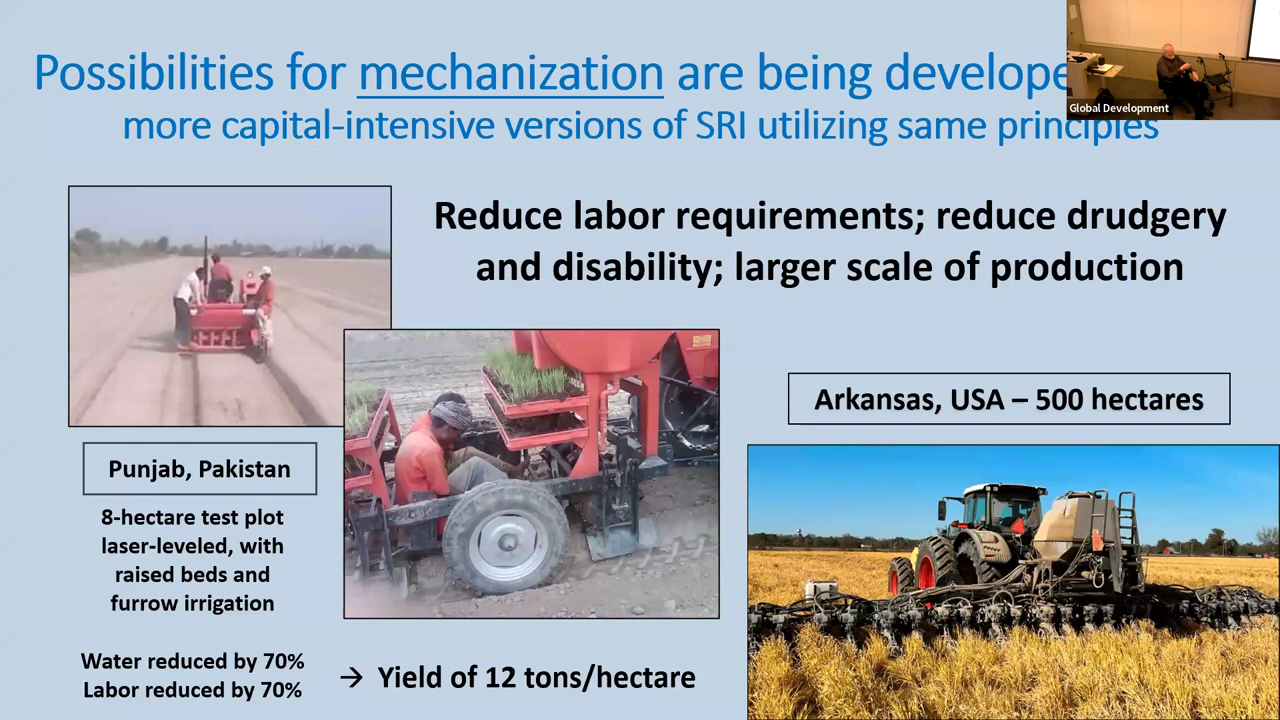 Possibilities for mechanization are being develope
more capital-intensive versions of SRI utilizing same principles
Global Development
Reduce labor requirements; reduce drudgery
and disability; larger scale of production
Arkansas, USA – 500 hectares
Punjab, Pakistan
8-hectare test plot
laser-leveled, with
raised beds and
furrow irrigation
Water reduced by 70%
Labor reduced by 70%
→ Yield of 12 tons/hectare